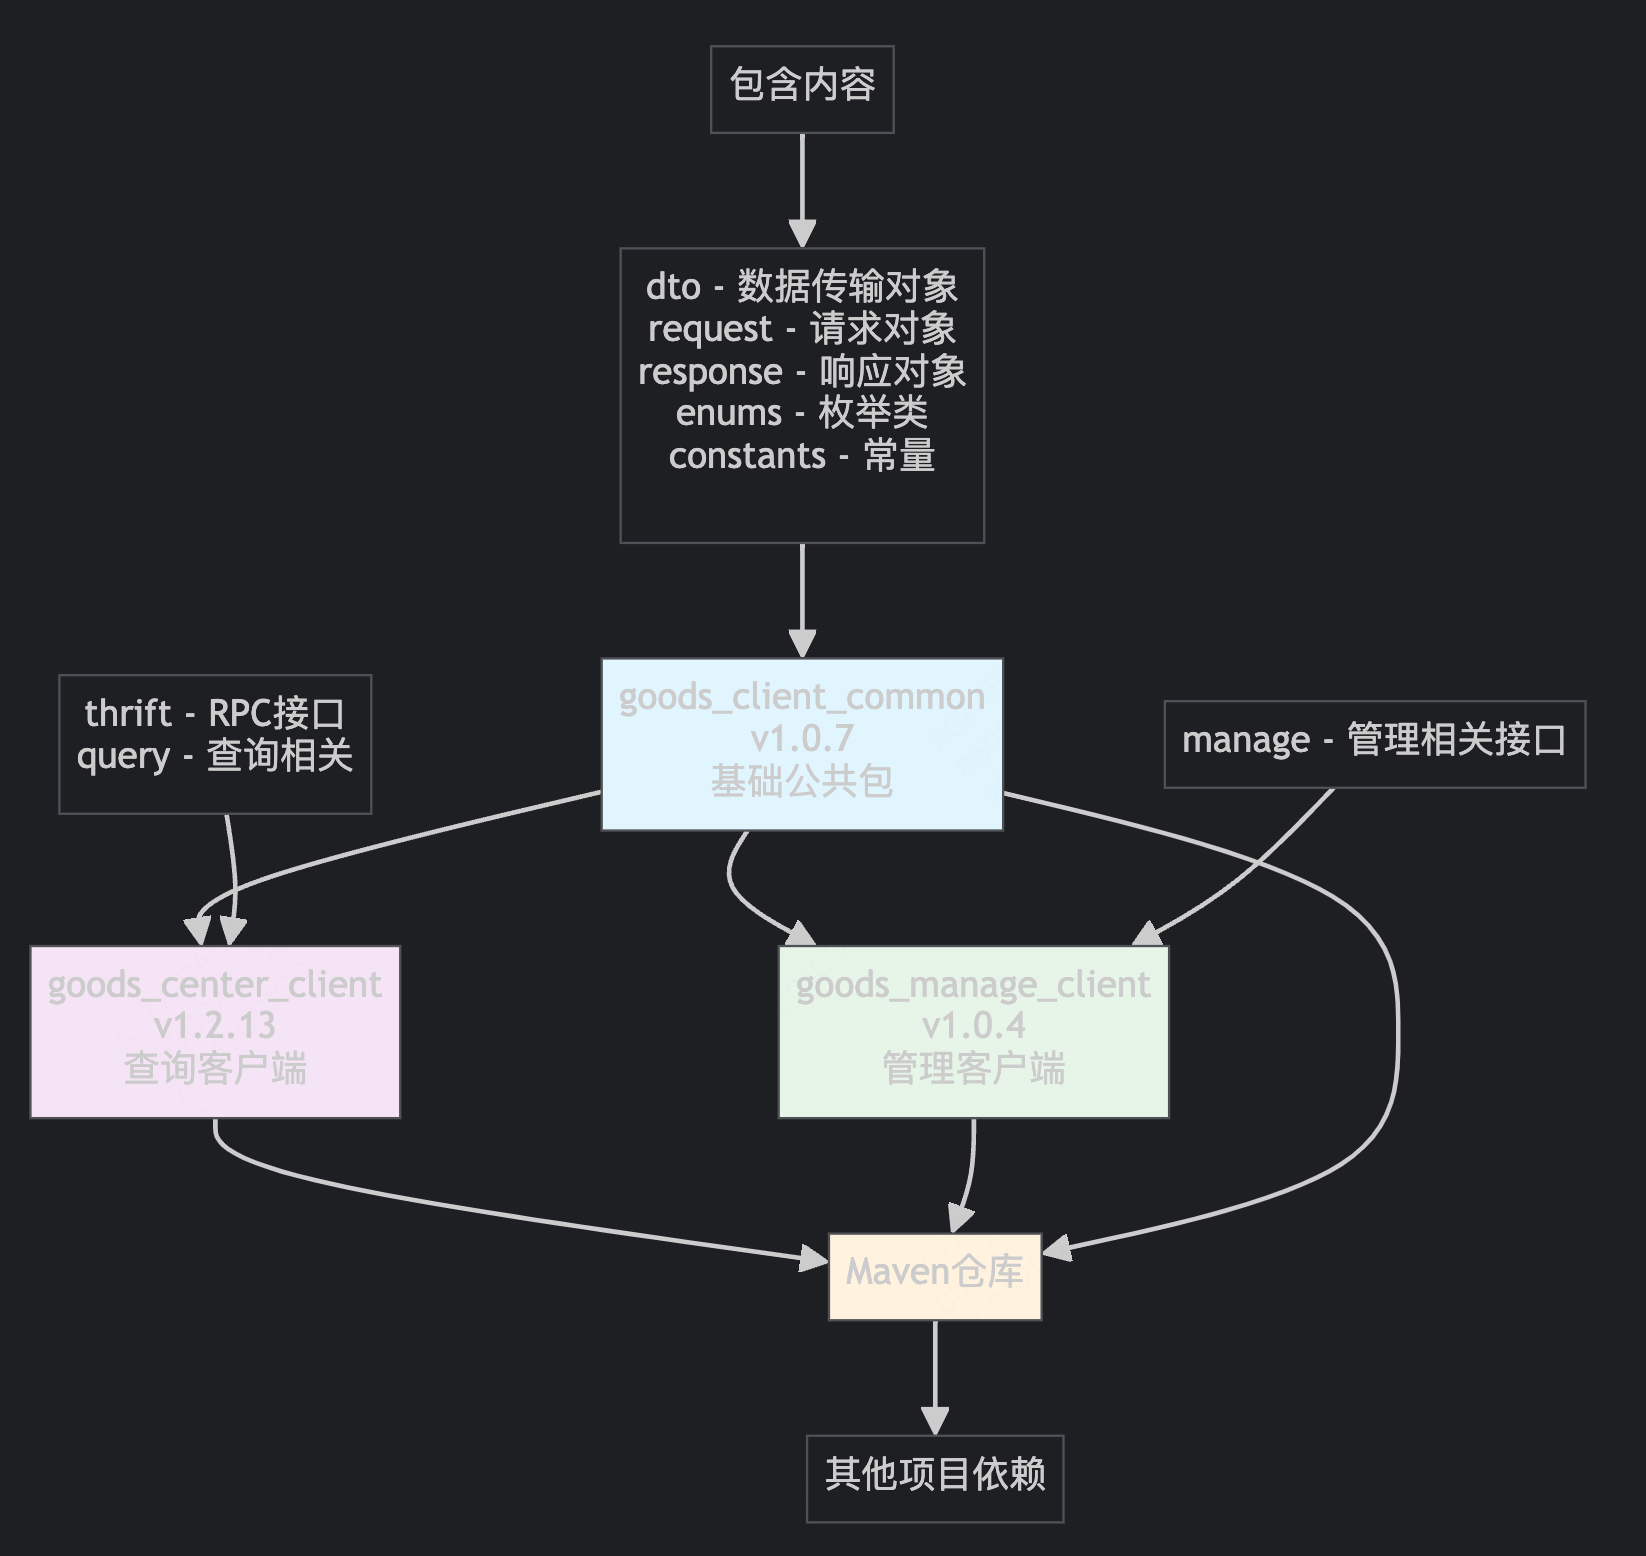 包含内容
dto - 数据传输对象
request - 请求对象
response - 响应对象
enums - 枚举类
constants - 常量
thrift - RPC接口
query - 查询相关
goods_client_common
v1.0.7
基础公共包
manage - 管理相关接口
goods_center_client
v1.2.13
查询客户端
goods_manage_client
v1.0.4
管理客户端
Maven仓库
其他项目依赖